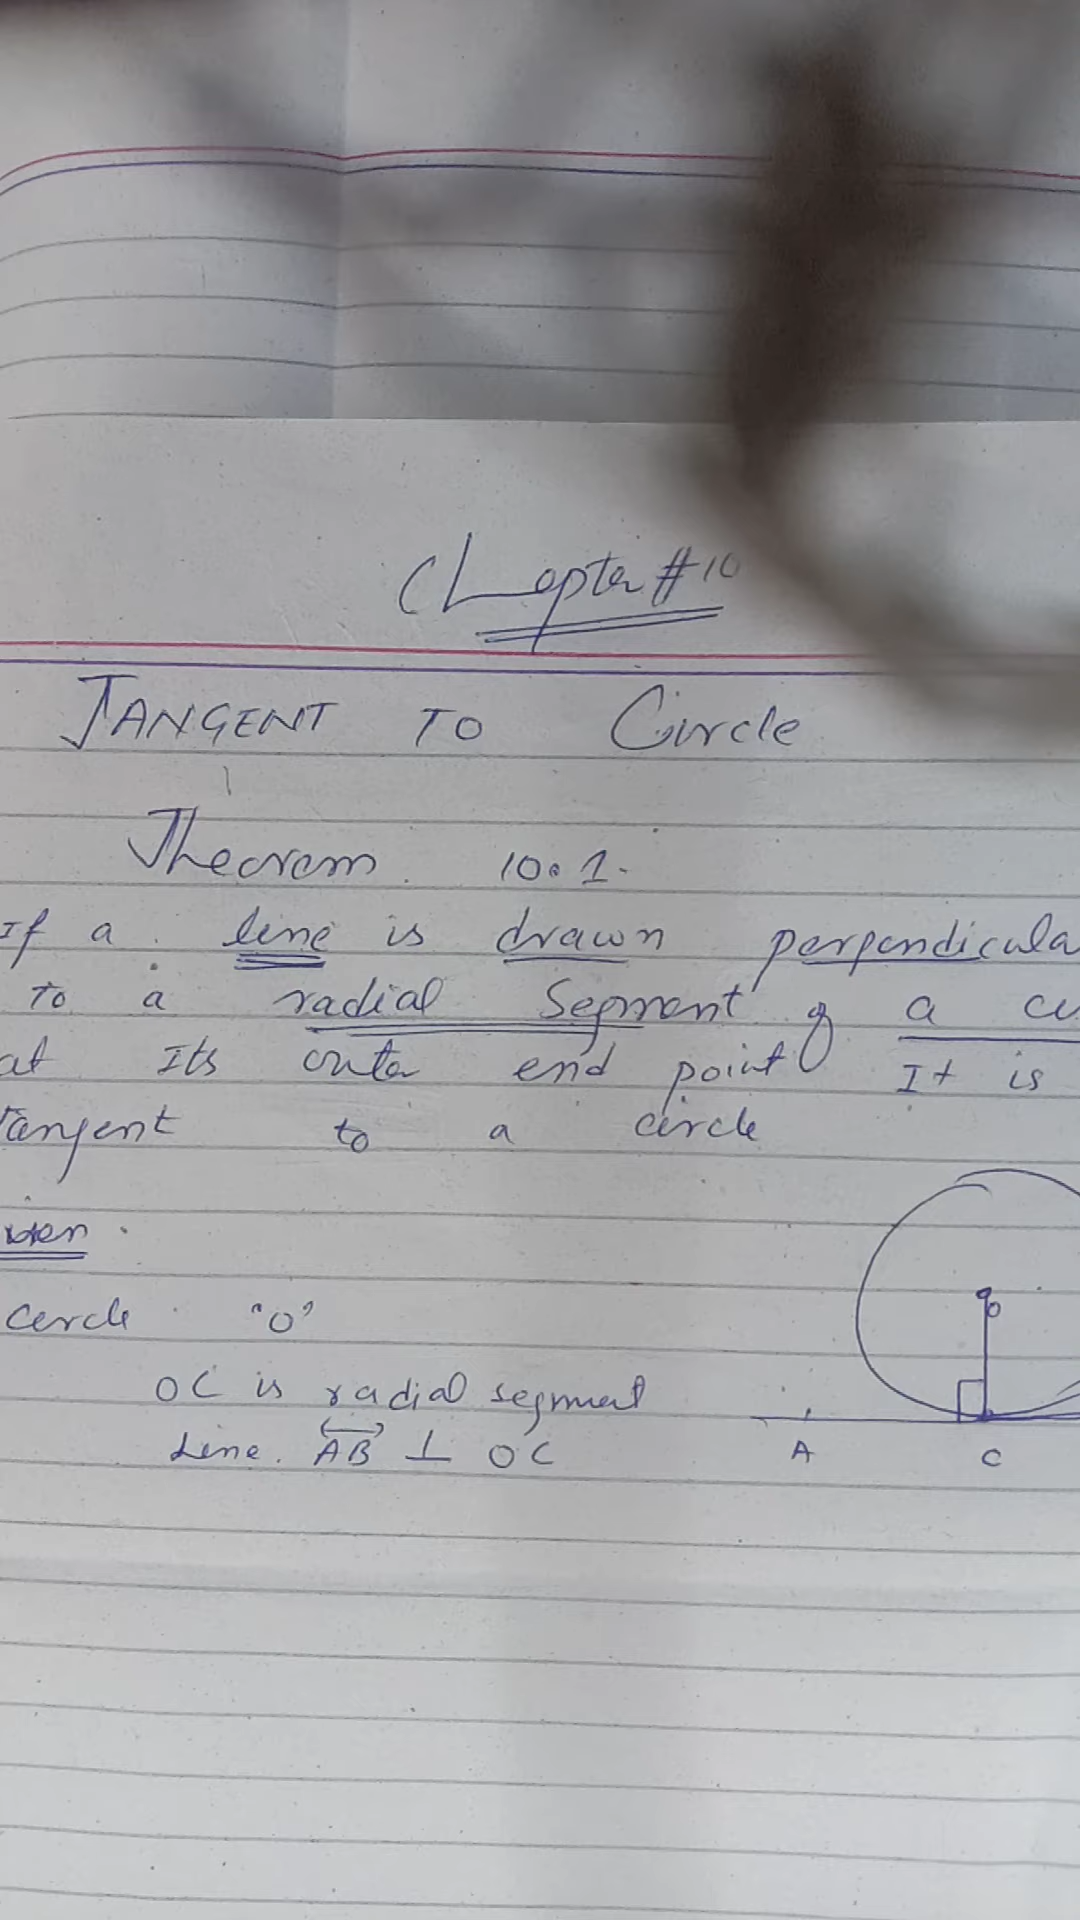 Chapter #10
TANGENT TO Circle
Theorem 10.1.
If a line is drawn perpendicula
to a radial segment of a
at Its outer end point It is
Tangent to a circle
Circle "O"
OC is radial segment
Line. AB ⊥ OC
O
A
C